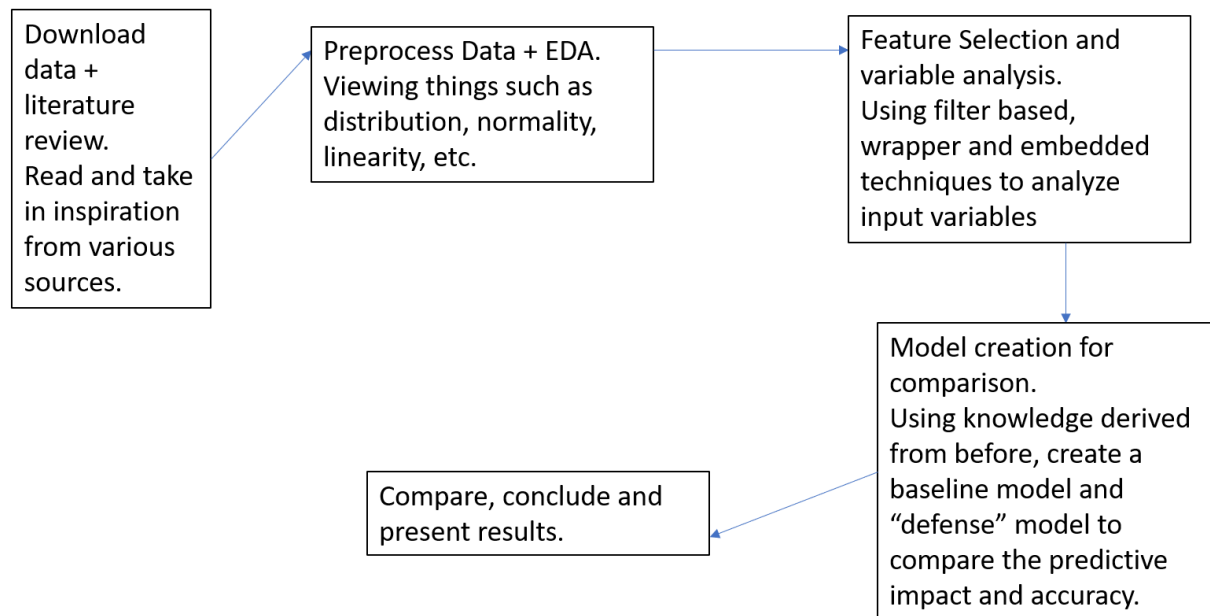 Download
data +
literature
review.
Read and take
in inspiration
from various
sources.
Preprocess Data + EDA.
Viewing things such as
distribution, normality,
linearity, etc.
Feature Selection and
variable analysis.
Using filter based,
wrapper and embedded
techniques to analyze
input variables
Model creation for
comparison.
Using knowledge derived
from before, create a
baseline model and
“defense” model to
compare the predictive
impact and accuracy.
Compare, conclude and
present results.